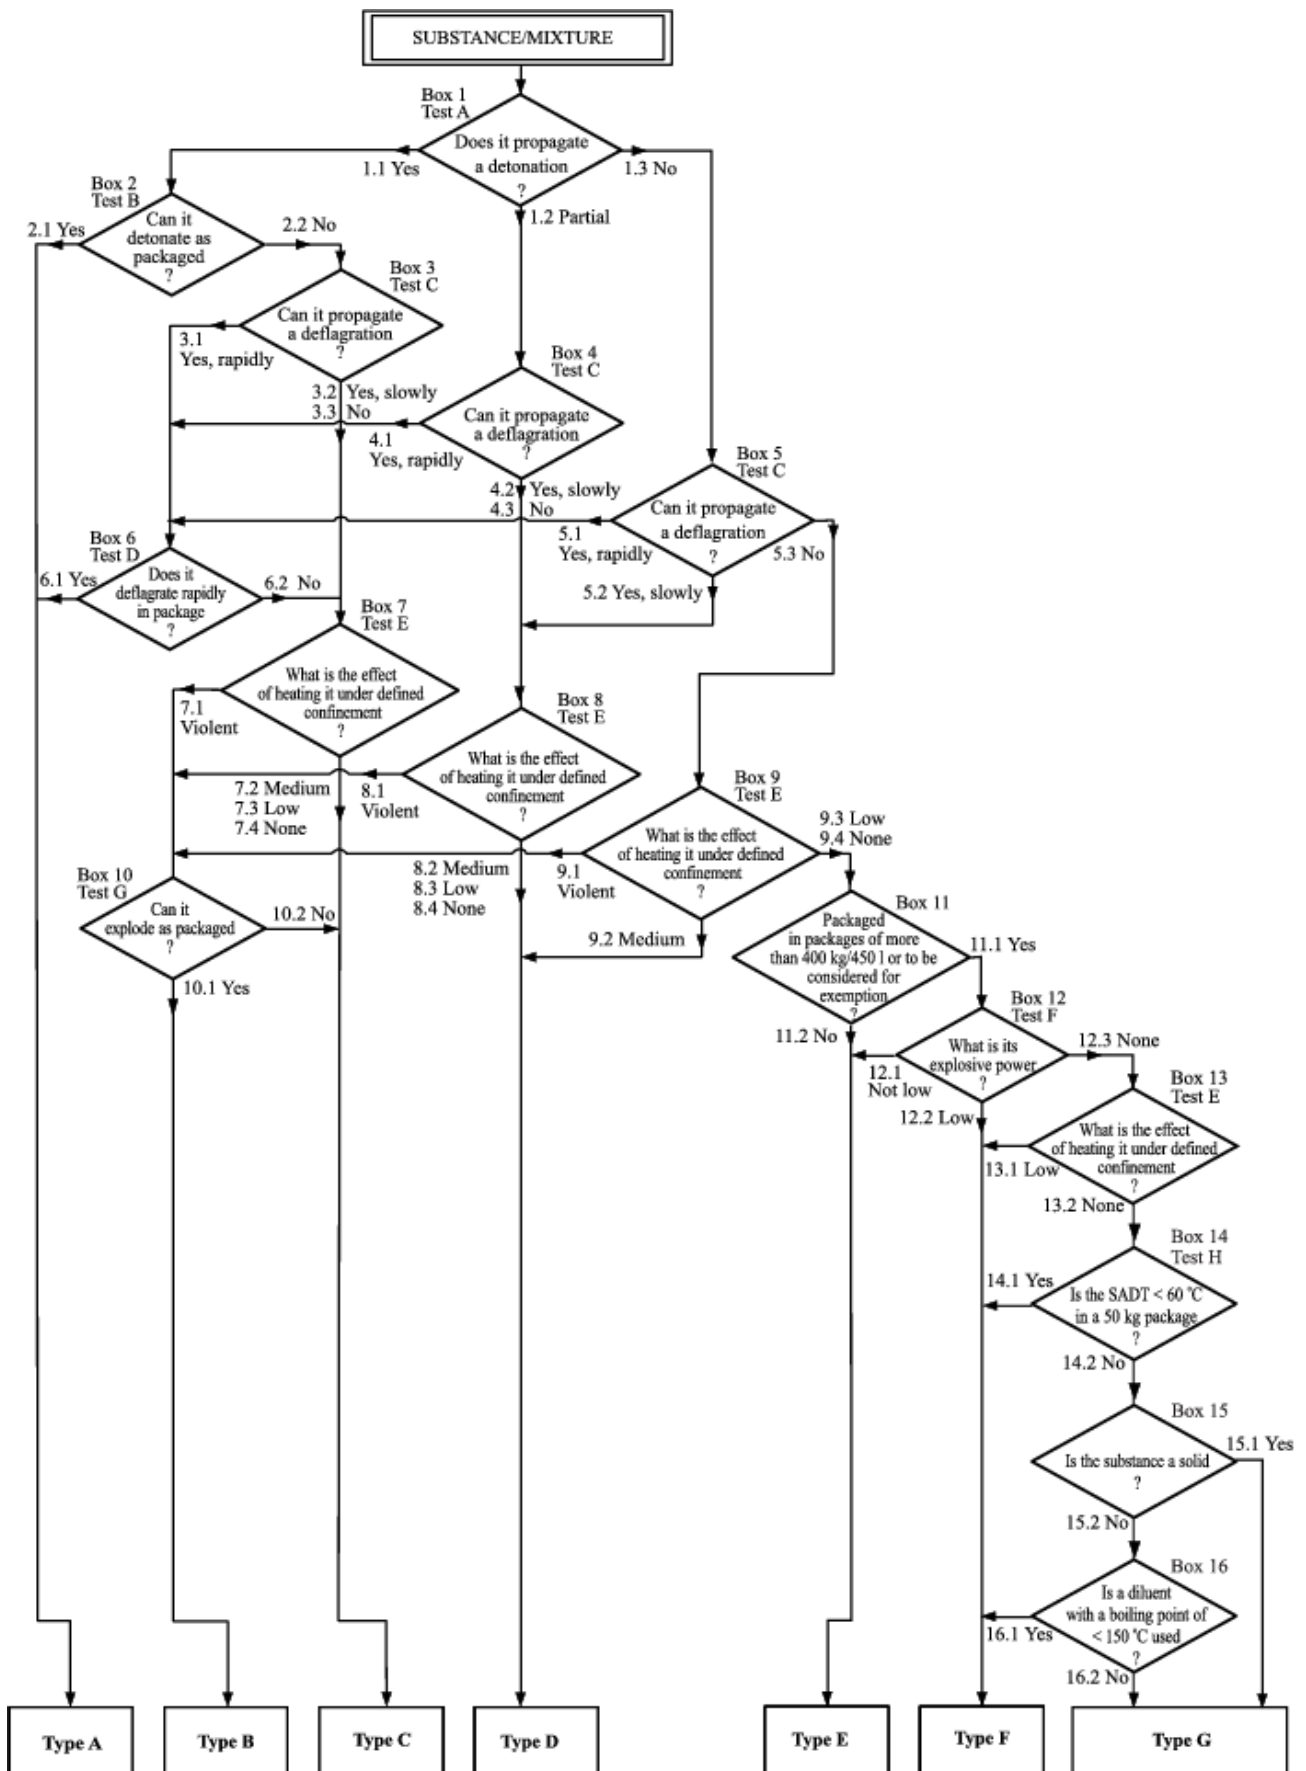 SUBSTANCE/MIXTURE
Box 1
Test A
Does it propagate
a detonation
?
1.1 Yes
1.3 No
1.2 Partial
Box 2
Test B
Can it
detonate as
packaged
?
2.1 Yes
2.2 No
Box 3
Test C
Can it propagate
a deflagration
?
3.1
Yes, rapidly
3.2 Yes, slowly
3.3 No
Box 4
Test C
Can it propagate
a deflagration
?
4.1
Yes, rapidly
4.2 Yes, slowly
4.3 No
Box 5
Test C
Can it propagate
a deflagration
?
5.1
Yes, rapidly
5.3 No
5.2 Yes, slowly
Box 6
Test D
Does it
deflagrate rapidly
in package
?
6.1 Yes
6.2 No
Box 7
Test E
What is the effect
of heating it under defined
confinement
?
7.1
Violent
7.2 Medium
7.3 Low
7.4 None
Box 8
Test E
What is the effect
of heating it under defined
confinement
?
8.1
Violent
8.2 Medium
8.3 Low
8.4 None
Box 9
Test E
What is the effect
of heating it under defined
confinement
?
9.1
Violent
9.2 Medium
9.3 Low
9.4 None
Box 10
Test G
Can it
explode as packaged
?
10.2 No
10.1 Yes
Box 11
Packaged
in packages of more
than 400 kg/450 l or to be
considered for
exemption
?
11.1 Yes
11.2 No
Box 12
Test F
What is its
explosive power
?
12.1
Not low
12.2 Low
12.3 None
Box 13
Test E
What is the effect
of heating it under defined
confinement
?
13.1 Low
13.2 None
Box 14
Test H
Is the SADT < 60 °C
in a 50 kg package
?
14.1 Yes
14.2 No
Box 15
Is the substance a solid
?
15.1 Yes
15.2 No
Box 16
Is a diluent
with a boiling point of
< 150 °C used
?
16.1 Yes
16.2 No
Type A
Type B
Type C
Type D
Type E
Type F
Type G